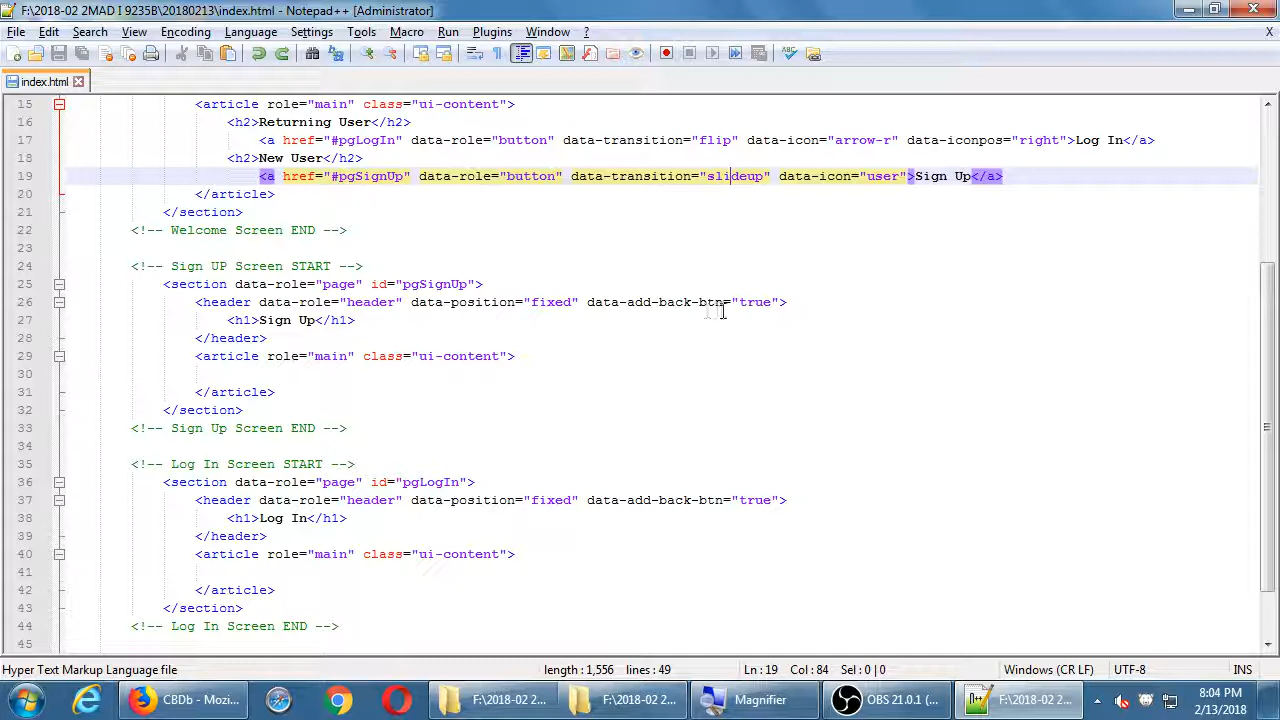 F:\2018-02 2MAD I 9235B\20180213\index.html - Notepad++ [Administrator]
File Edit Search View Encoding Language Settings Tools Macro Run Plugins Window ? X
index.html
15 <article role="main" class="ui-content">
16 <h2>Returning User</h2>
17 <a href="#pgLogIn" data-role="button" data-transition="flip" data-icon="arrow-r" data-iconpos="right">Log In</a>
18 <h2>New User</h2>
19 <a href="#pgSignUp" data-role="button" data-transition="slideup" data-icon="user">Sign Up</a>
20 </article>
21 </section>
22 <!-- Welcome Screen END -->
23
24 <!-- Sign UP Screen START -->
25 <section data-role="page" id="pgSignUp">
26 <header data-role="header" data-position="fixed" data-add-back-btn="true">
27 <h1>Sign Up</h1>
28 </header>
29 <article role="main" class="ui-content">
30
31 </article>
32 </section>
33 <!-- Sign Up Screen END -->
34
35 <!-- Log In Screen START -->
36 <section data-role="page" id="pgLogIn">
37 <header data-role="header" data-position="fixed" data-add-back-btn="true">
38 <h1>Log In</h1>
39 </header>
40 <article role="main" class="ui-content">
41
42 </article>
43 </section>
44 <!-- Log In Screen END -->
45
Hyper Text Markup Language file length : 1,556 lines : 49 Ln : 19 Col : 84 Sel : 0 | 0 Windows (CR LF) UTF-8 INS
CBDb - Mozi... F:\2018-02 2... F:\2018-02 2... Magnifier OBS 21.0.1 (... F:\2018-02 2... 8:04 PM
2/13/2018